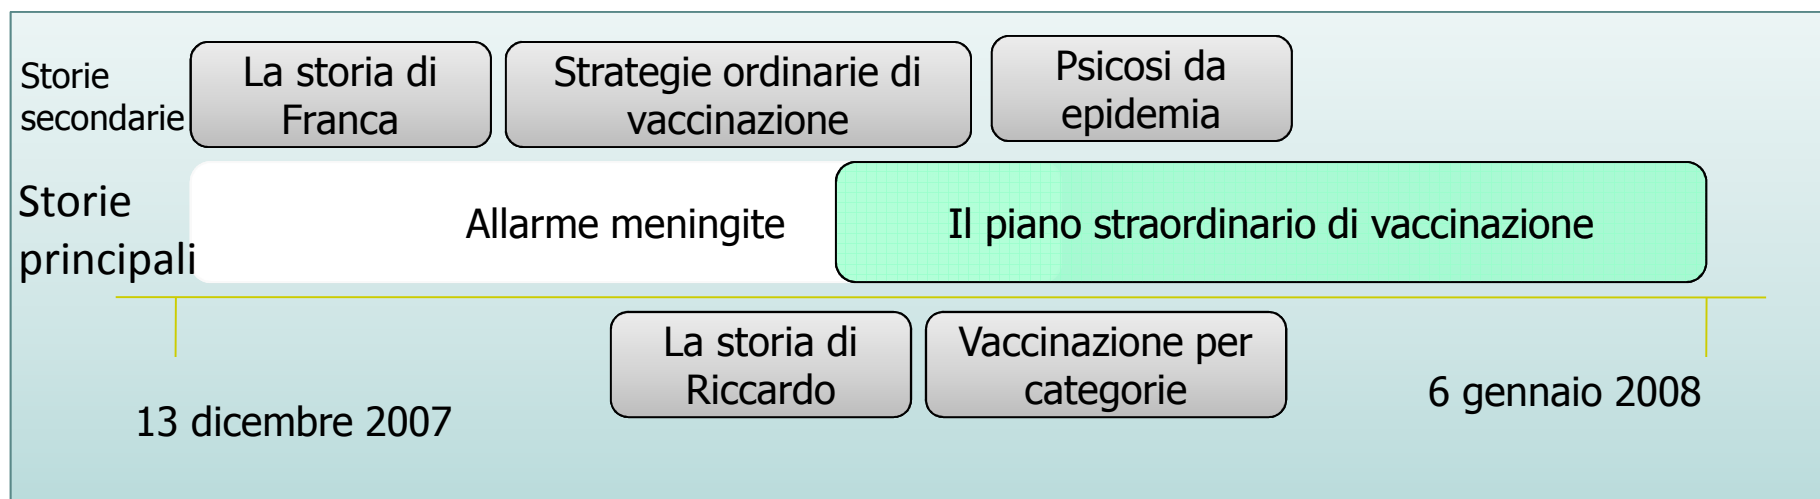 Storie
secondarie
La storia di
Franca
Strategie ordinarie di
vaccinazione
Psicosi da
epidemia
Storie
principali
Allarme meningite
Il piano straordinario di vaccinazione
La storia di
Riccardo
Vaccinazione per
categorie
13 dicembre 2007
6 gennaio 2008